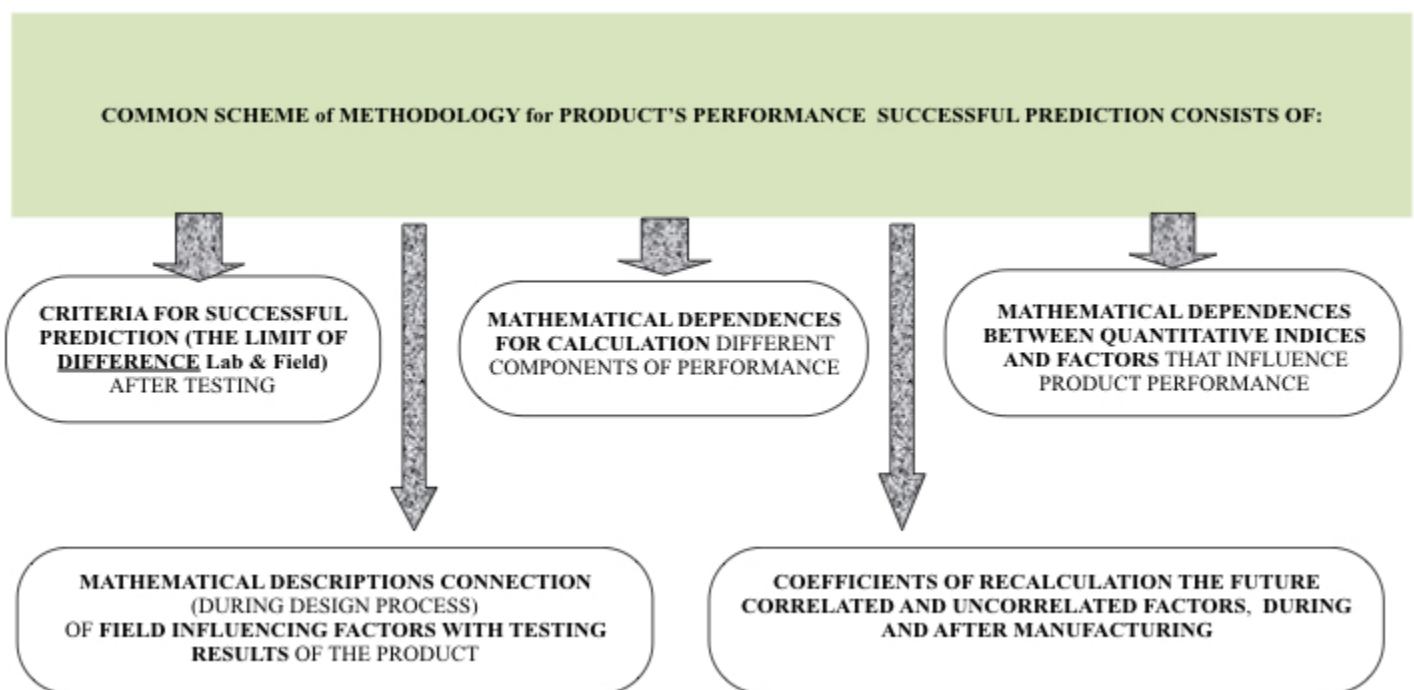 COMMON SCHEME of METHODOLOGY for PRODUCT’S PERFORMANCE SUCCESSFUL PREDICTION CONSISTS OF:
CRITERIA FOR SUCCESSFUL
PREDICTION (THE LIMIT OF
DIFFERENCE Lab & Field)
AFTER TESTING
MATHEMATICAL DEPENDENCES
FOR CALCULATION DIFFERENT
COMPONENTS OF PERFORMANCE
MATHEMATICAL DEPENDENCES
BETWEEN QUANTITATIVE INDICES
AND FACTORS THAT INFLUENCE
PRODUCT PERFORMANCE
MATHEMATICAL DESCRIPTIONS CONNECTION
(DURING DESIGN PROCESS)
OF FIELD INFLUENCING FACTORS WITH TESTING
RESULTS OF THE PRODUCT
COEFFICIENTS OF RECALCULATION THE FUTURE
CORRELATED AND UNCORRELATED FACTORS, DURING
AND AFTER MANUFACTURING